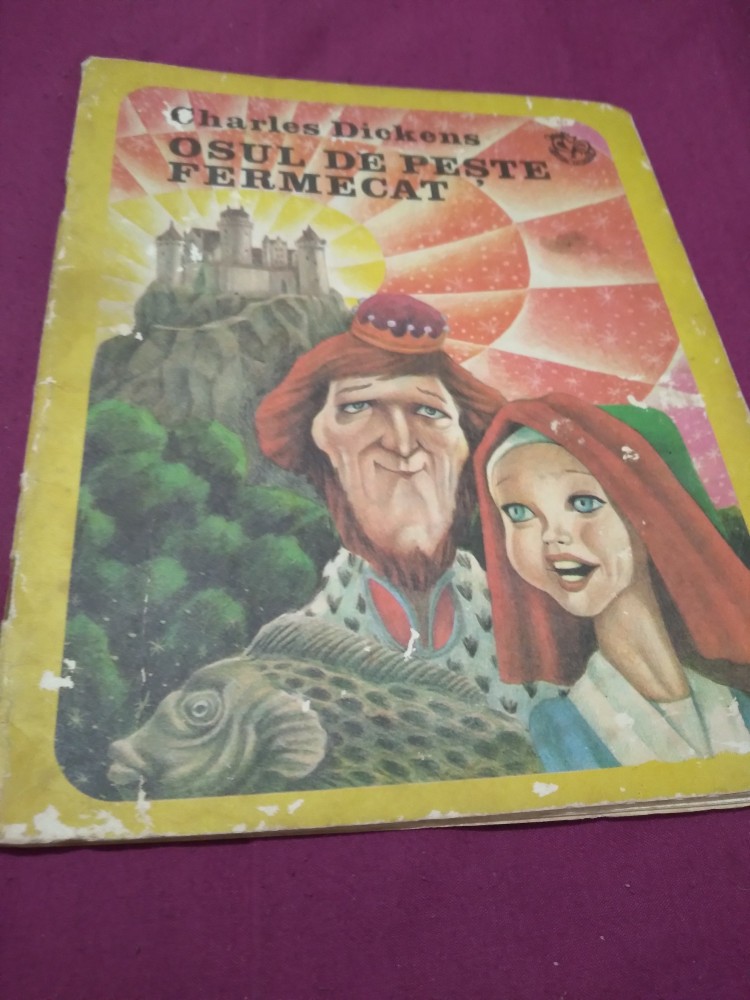 Charles Dickens
OSUL DE PEȘTE
FERMECAT